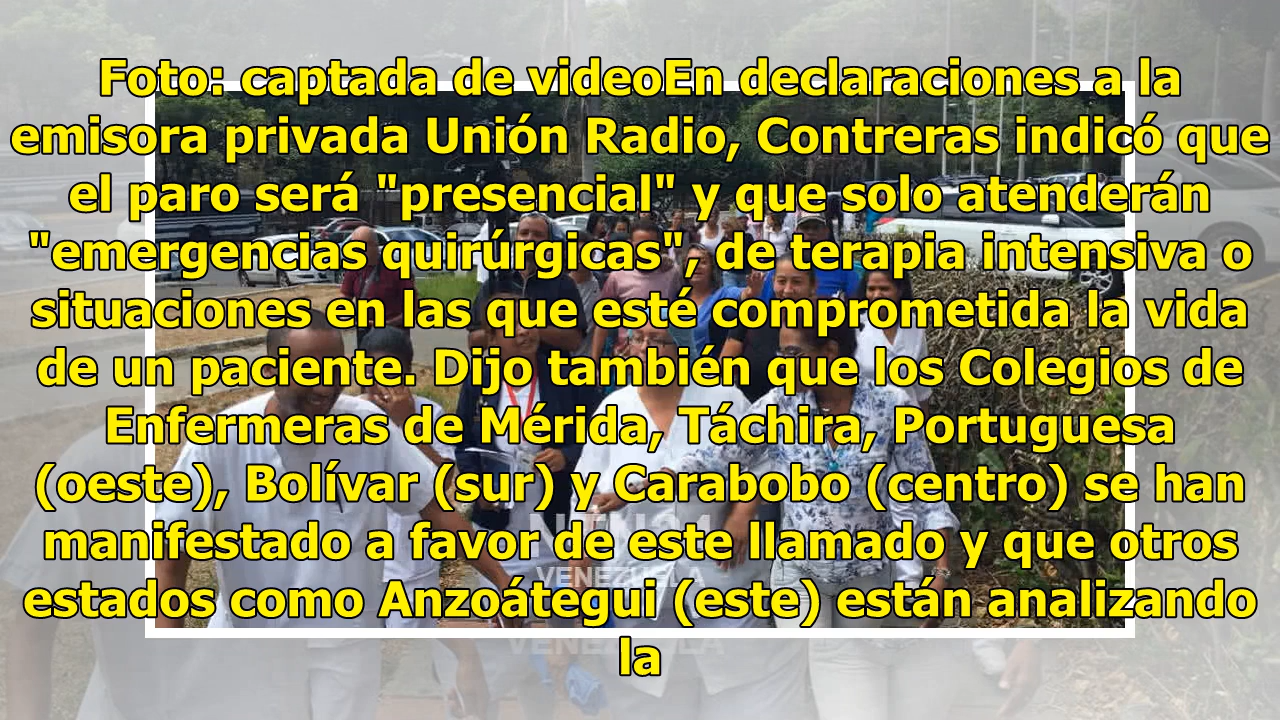 Foto: captada de videoEn declaraciones a la
emisora privada Unión Radio, Contreras indicó que
el paro será "presencial" y que solo atenderán
"emergencias quirúrgicas", de terapia intensiva o
situaciones en las que esté comprometida la vida
de un paciente. Dijo también que los Colegios de
Enfermeras de Mérida, Táchira, Portuguesa
(oeste), Bolívar (sur) y Carabobo (centro) se han
manifestado a favor de este llamado y que otros
estados como Anzoátegui (este) están analizando
la
NTN24
VENEZUELA
VENEZUELA